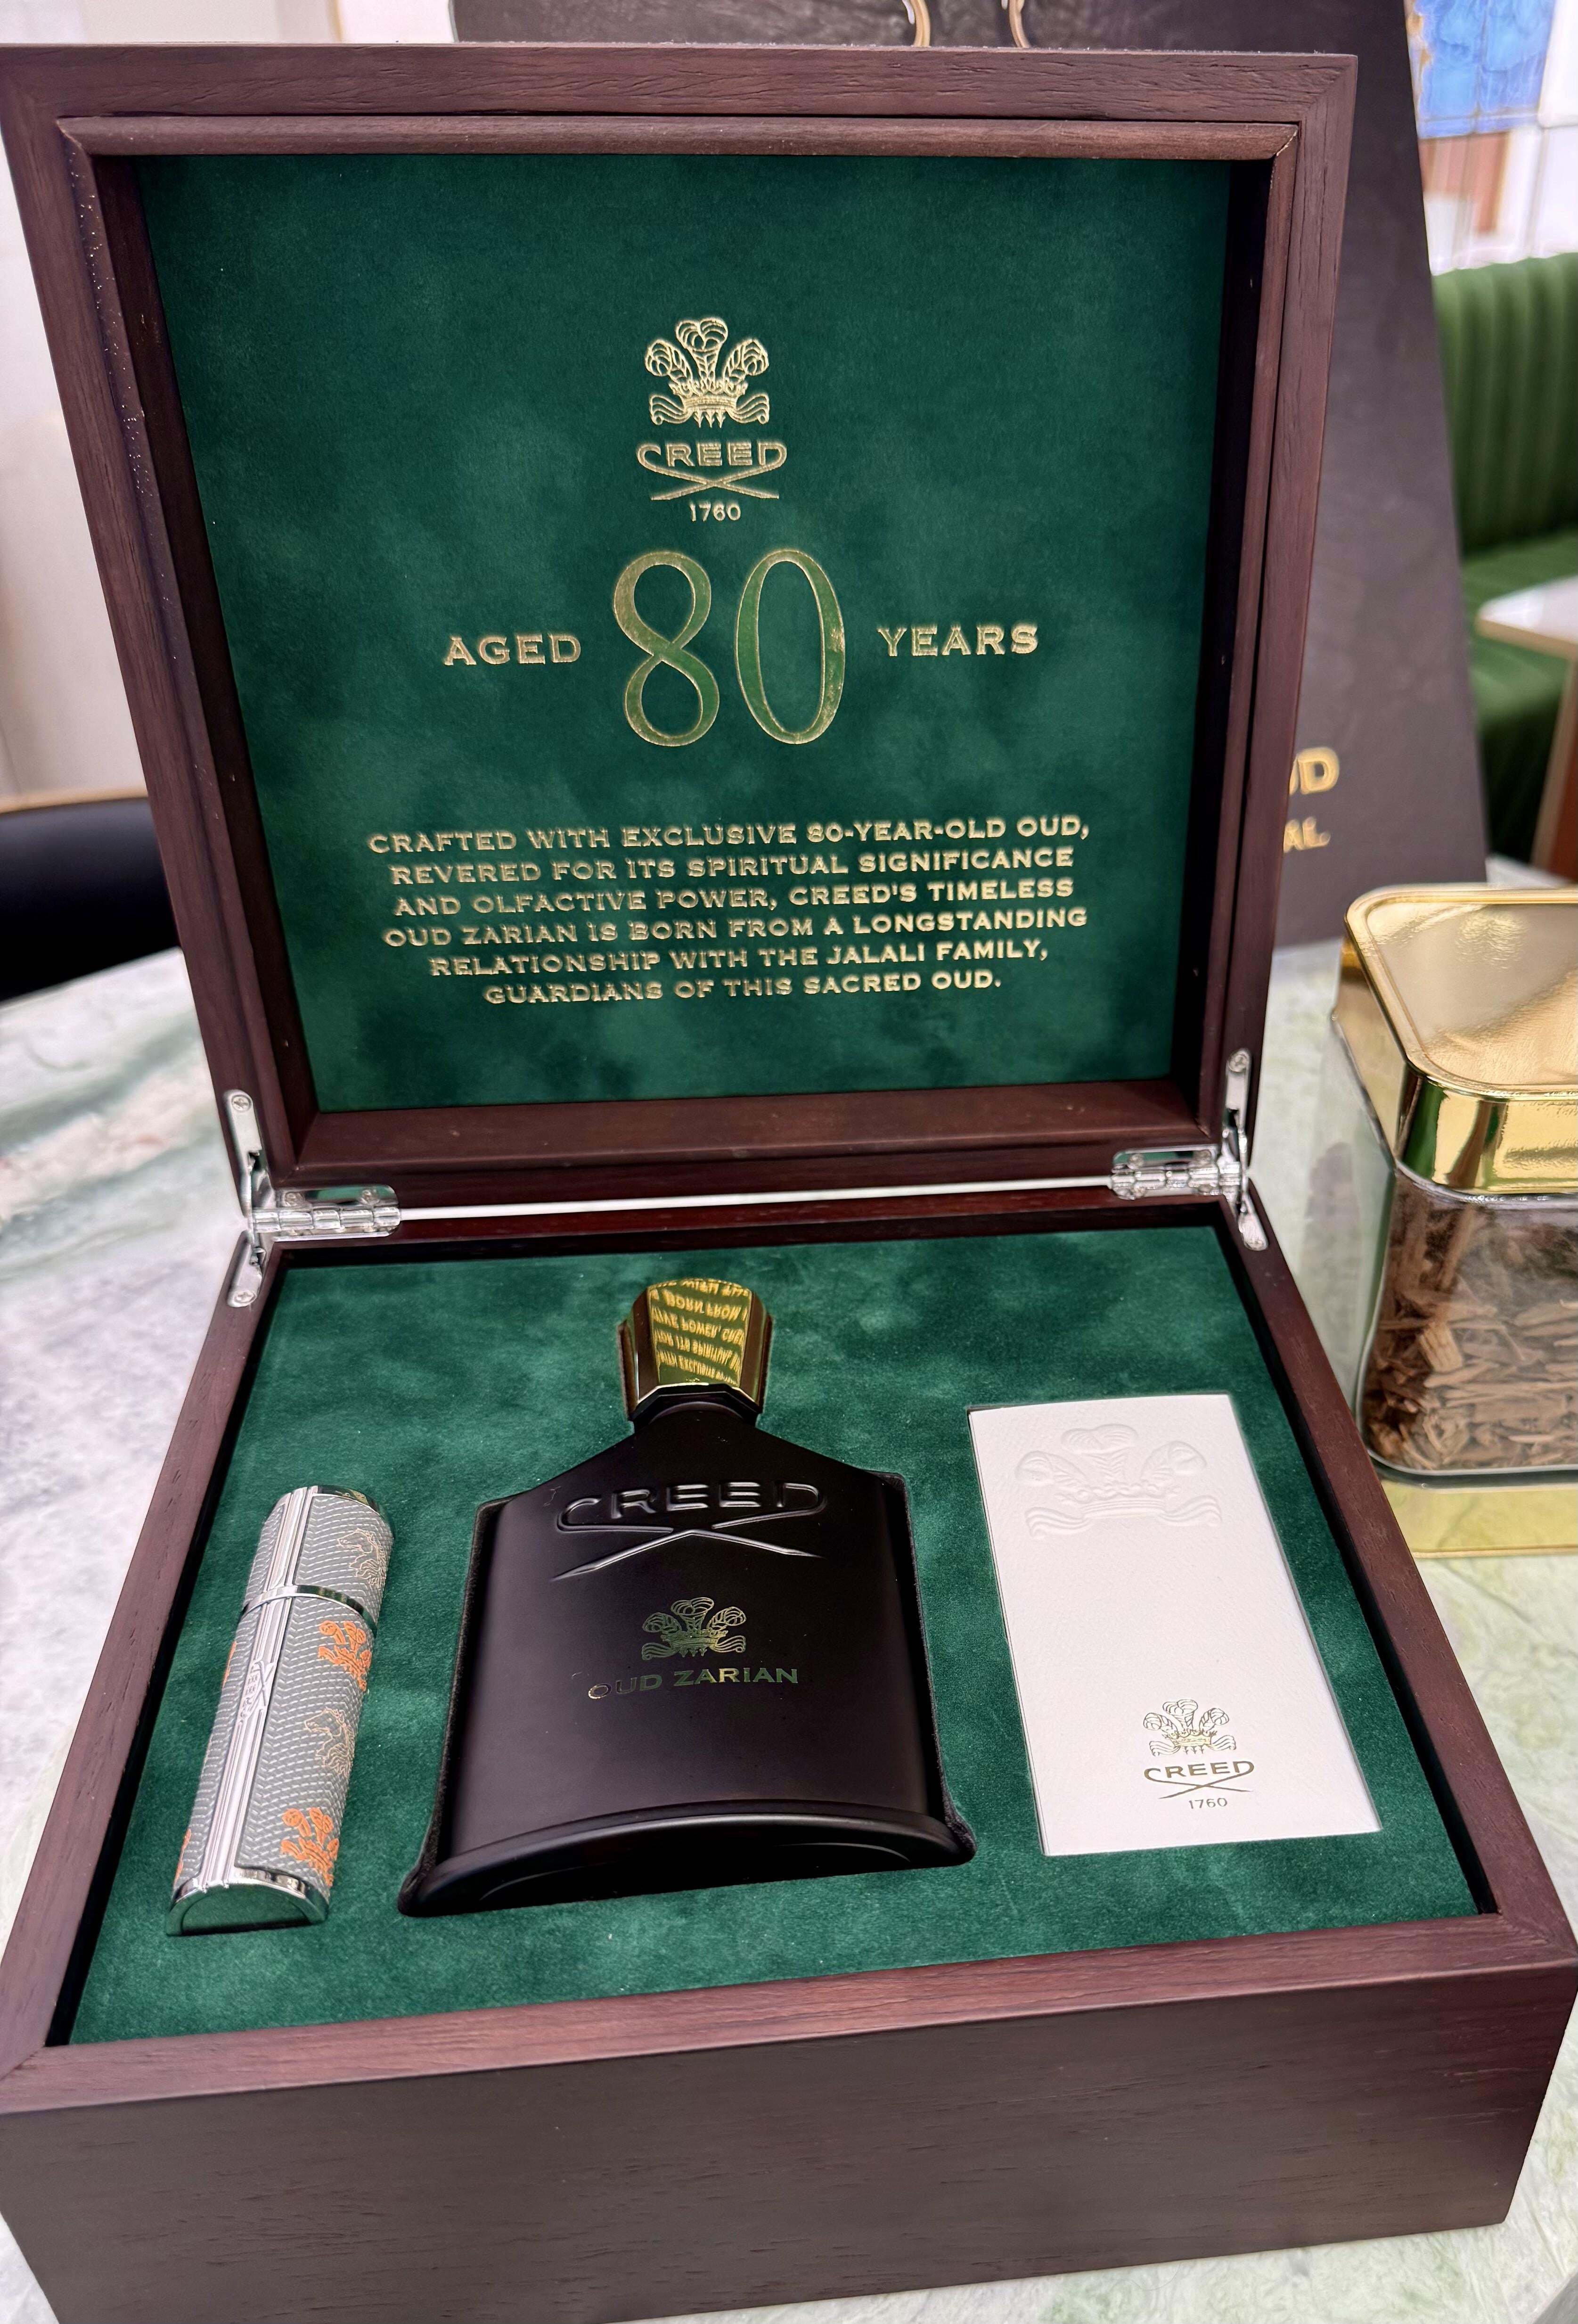 CREED
1760
AGED 80 YEARS
CRAFTED WITH EXCLUSIVE 80-YEAR-OLD OUD,
REVERED FOR ITS SPIRITUAL SIGNIFICANCE
AND OLFACTIVE POWER, CREED'S TIMELESS
OUD ZARIAN IS BORN FROM A LONGSTANDING
RELATIONSHIP WITH THE JALALI FAMILY,
GUARDIANS OF THIS SACRED OUD.
CREED
OUD ZARIAN
CREED
1760